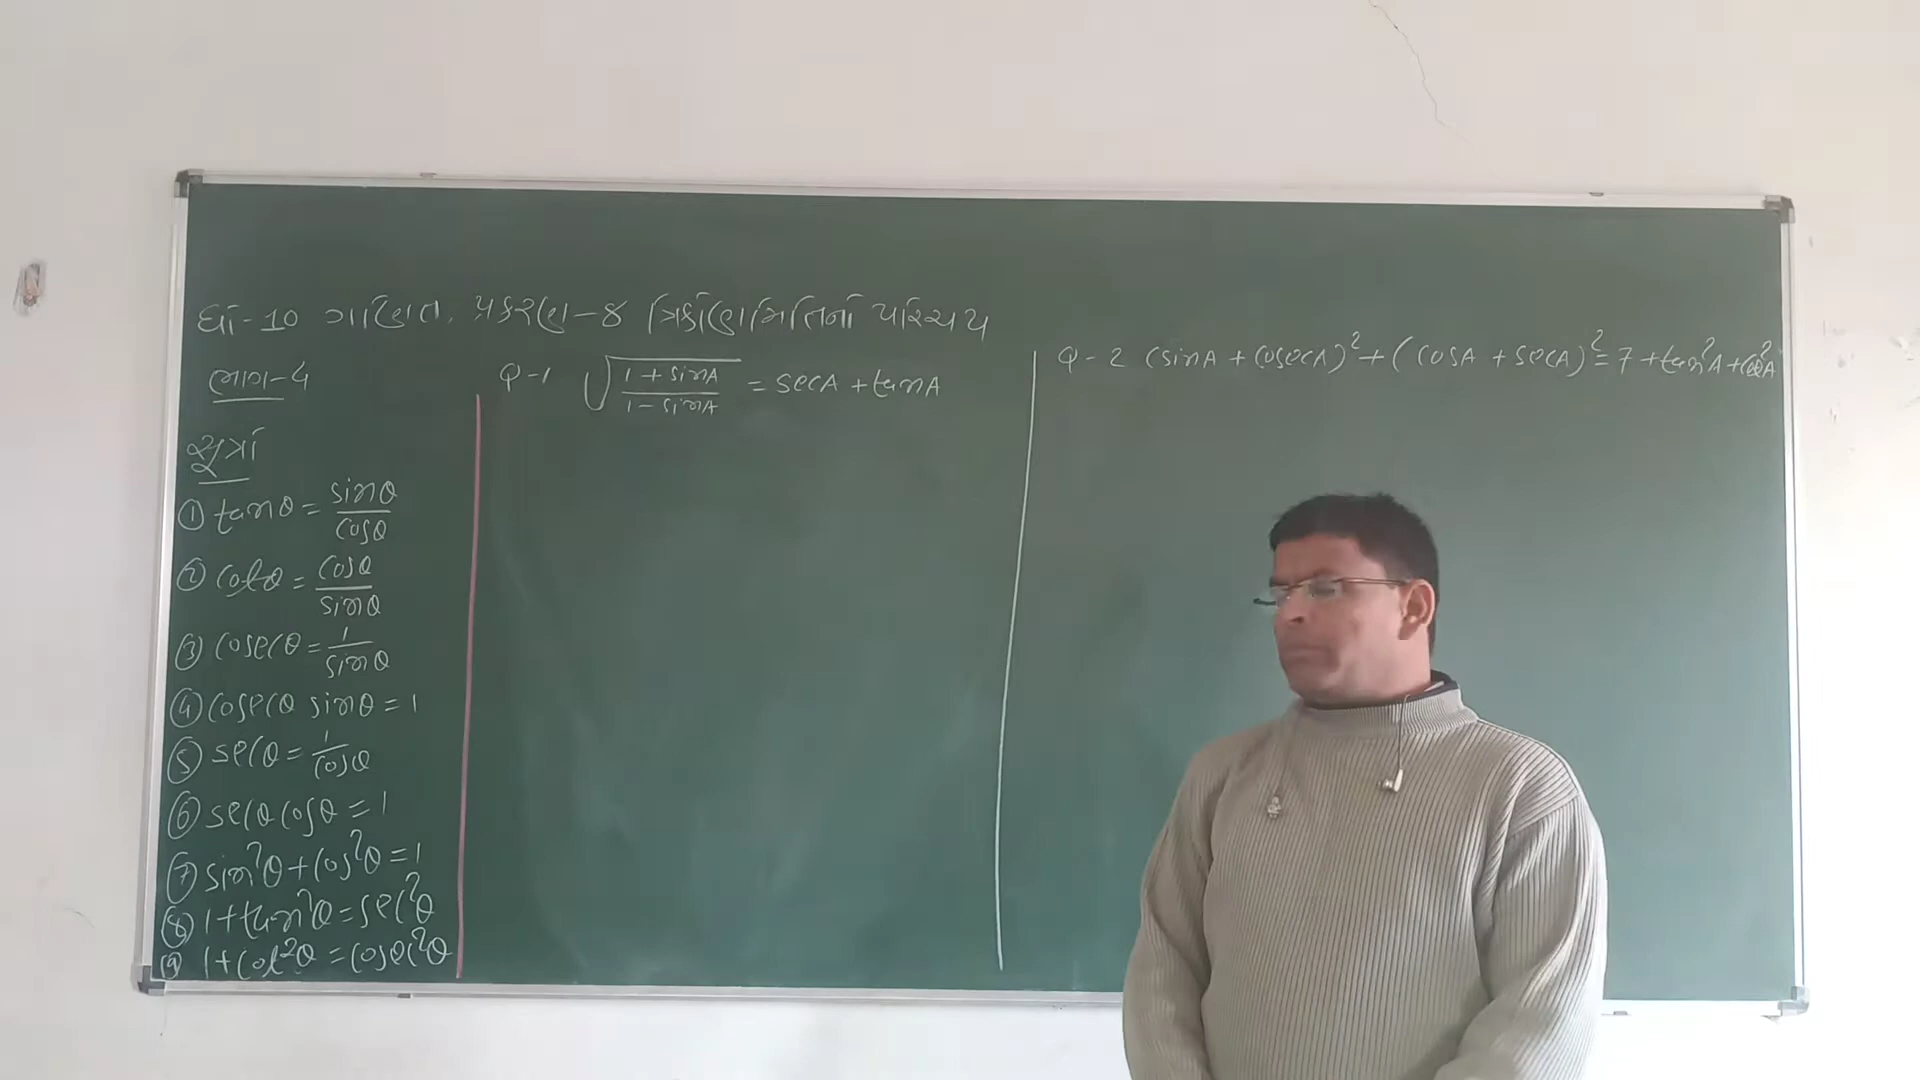 ધો-10 ગણિત. પ્રકરણ-૪ ત્રિકોણમિતિનો પરિચય
ભાગ-4
સૂત્રો
① tanθ = sinθ/cosθ
② cotθ = cosθ/sinθ
③ cosecθ = 1/sinθ
④ cosecθ sinθ = 1
⑤ secθ = 1/cosθ
⑥ secθ cosθ = 1
⑦ sin²θ + cos²θ = 1
⑧ 1 + tan²θ = sec²θ
⑨ 1 + cot²θ = cosec²θ
Q-1 √((1 + sinA)/(1 - sinA)) = secA + tanA
Q-2 (sinA + cosecA)² + (cosA + secA)² = 7 + tan²A + cot²A